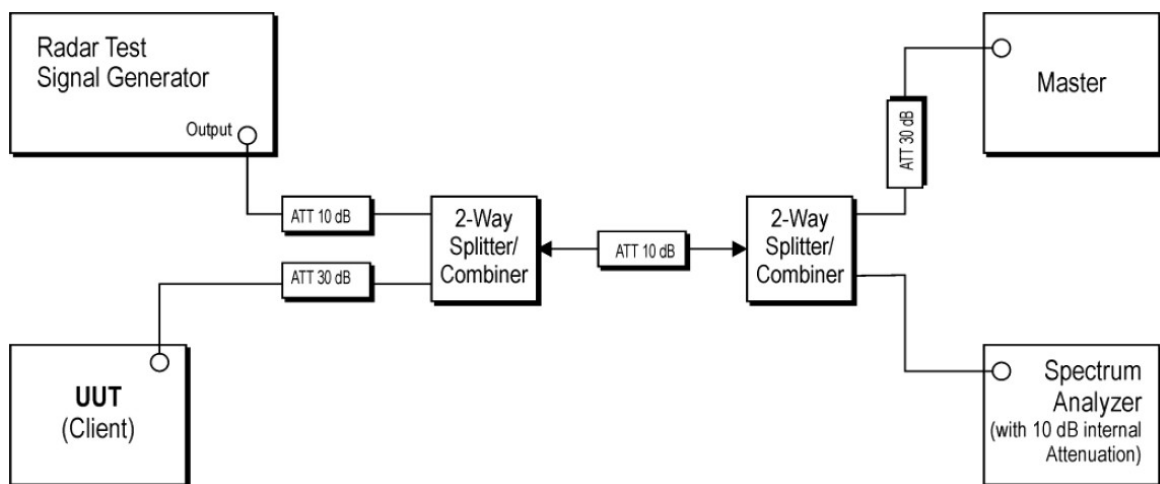 Radar Test
Signal Generator
Output
Master
ATT 30 dB
ATT 10 dB
2-Way
Splitter/
Combiner
ATT 10 dB
2-Way
Splitter/
Combiner
ATT 30 dB
UUT
(Client)
Spectrum
Analyzer
(with 10 dB internal
Attenuation)